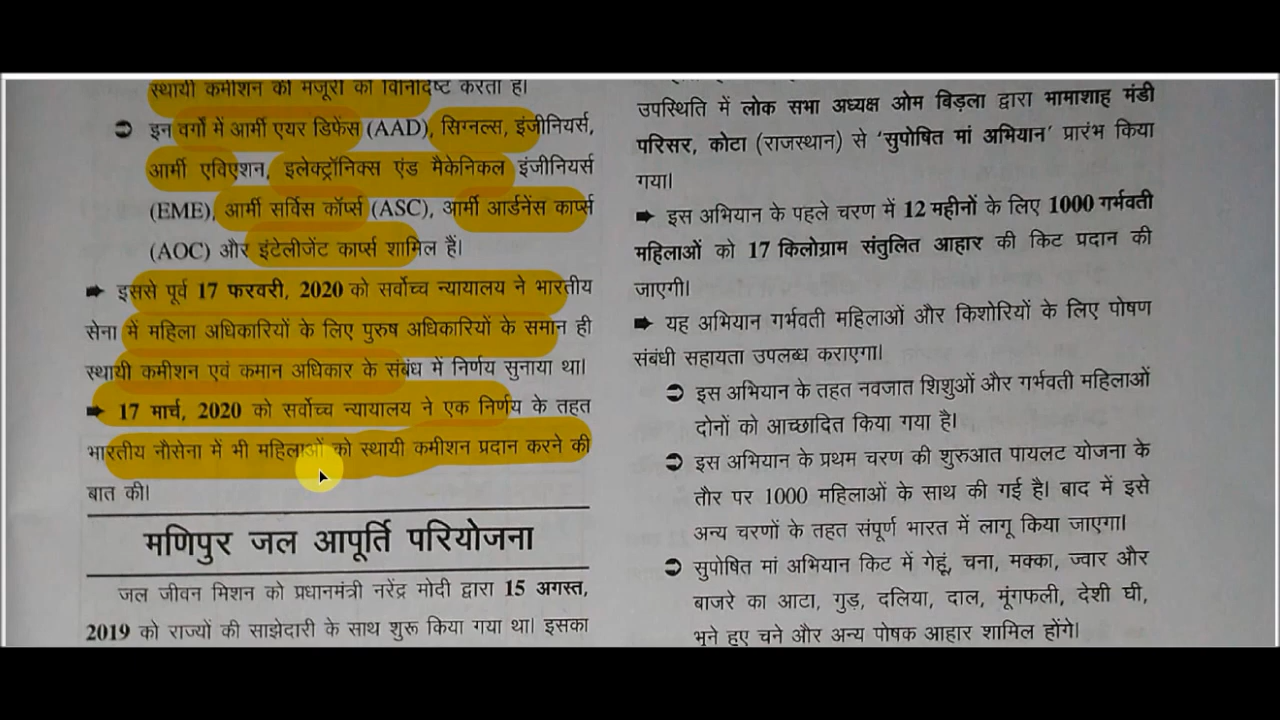 स्थायी कमीशन की मंजूरी को विनिर्दिष्ट करता है।
➲ इन वर्गों में आर्मी एयर डिफेंस (AAD), सिग्नल्स, इंजीनियर्स,
आर्मी एविएशन, इलेक्ट्रॉनिक्स एंड मैकेनिकल इंजीनियर्स
(EME), आर्मी सर्विस कॉर्प्स (ASC), आर्मी आर्डनेंस कार्प्स
(AOC) और इंटेलीजेंट कार्प्स शामिल हैं।
➠ इससे पूर्व 17 फरवरी, 2020 को सर्वोच्च न्यायालय ने भारतीय
सेना में महिला अधिकारियों के लिए पुरुष अधिकारियों के समान ही
स्थायी कमीशन एवं कमान अधिकार के संबंध में निर्णय सुनाया था।
➠ 17 मार्च, 2020 को सर्वोच्च न्यायालय ने एक निर्णय के तहत
भारतीय नौसेना में भी महिलाओं को स्थायी कमीशन प्रदान करने की
बात की।
मणिपुर जल आपूर्ति परियोजना
जल जीवन मिशन को प्रधानमंत्री नरेंद्र मोदी द्वारा 15 अगस्त,
2019 को राज्यों की साझेदारी के साथ शुरू किया गया था। इसका
उपस्थिति में लोक सभा अध्यक्ष ओम बिड़ला द्वारा भामाशाह मंडी
परिसर, कोटा (राजस्थान) से ‘सुपोषित मां अभियान’ प्रारंभ किया
गया।
➠ इस अभियान के पहले चरण में 12 महीनों के लिए 1000 गर्भवती
महिलाओं को 17 किलोग्राम संतुलित आहार की किट प्रदान की
जाएगी।
➠ यह अभियान गर्भवती महिलाओं और किशोरियों के लिए पोषण
संबंधी सहायता उपलब्ध कराएगा।
➲ इस अभियान के तहत नवजात शिशुओं और गर्भवती महिलाओं
दोनों को आच्छादित किया गया है।
➲ इस अभियान के प्रथम चरण की शुरुआत पायलट योजना के
तौर पर 1000 महिलाओं के साथ की गई है। बाद में इसे
अन्य चरणों के तहत संपूर्ण भारत में लागू किया जाएगा।
➲ सुपोषित मां अभियान किट में गेहूं, चना, मक्का, ज्वार और
बाजरे का आटा, गुड़, दलिया, दाल, मूंगफली, देशी घी,
भुने हुए चने और अन्य पोषक आहार शामिल होंगे।